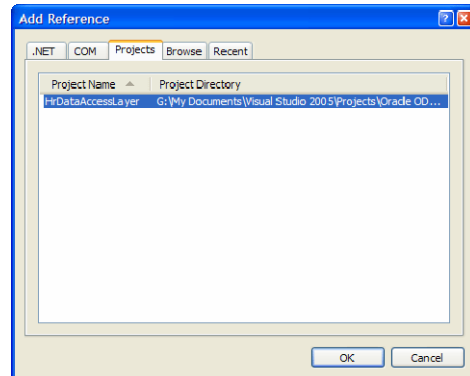 Add Reference
.NET COM Projects Browse Recent
Project Name Project Directory
HrDataAccessLayer G:\My Documents\Visual Studio 2005\Projects\Oracle OD...
OK Cancel